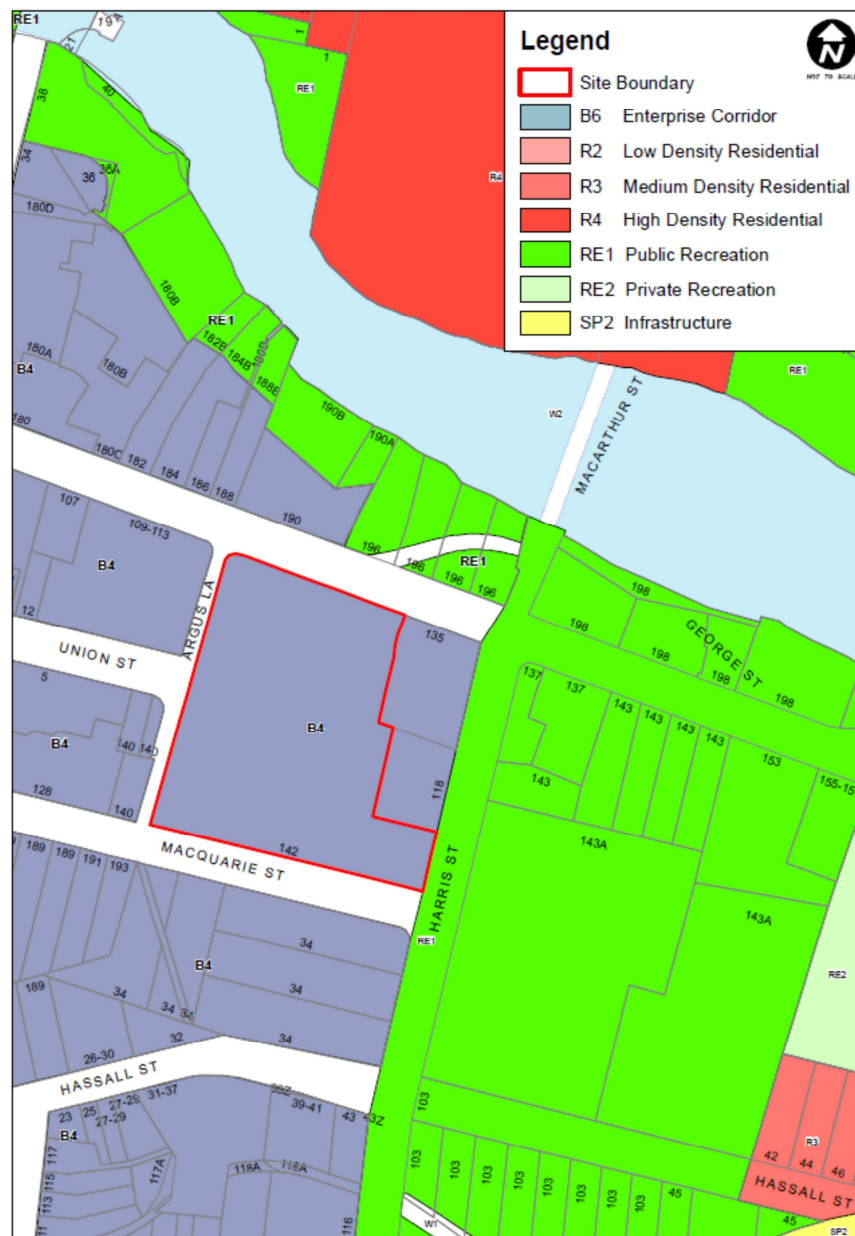 RE1
19
21
1
1
RE1
38
40
34
36
36A
180D
R4
Legend
N
NOT TO SCALE
Site Boundary
B6 Enterprise Corridor
R2 Low Density Residential
R3 Medium Density Residential
R4 High Density Residential
RE1 Public Recreation
RE2 Private Recreation
SP2 Infrastructure
180B
RE1
182B
184B
188B
180A
180B
B4
180
180C
182
184
186
188
190
190B
190A
W2
MACARTHUR ST
RE1
107
109-113
B4
12
196
196
196
196
RE1
ARGUS LA
UNION ST
135
198
198
198
198
198
GEORGE ST
5
140
140
B4
128
140
B4
118
137
137
143
143
143
143
143
153
142
MACQUARIE ST
HARRIS ST
143A
143A
189
189
191
193
34
B4
34
34
RE1
RE2
189
34
34
34
32
26-30
HASSALL ST
23
25
27-29
27-29
31-37
39-41
43
B4
117
115
113
117A
118A
116A
116
103
103
103
103
103
103
103
103
45
45
W1
R3
42
44
46
HASSALL ST
SP2